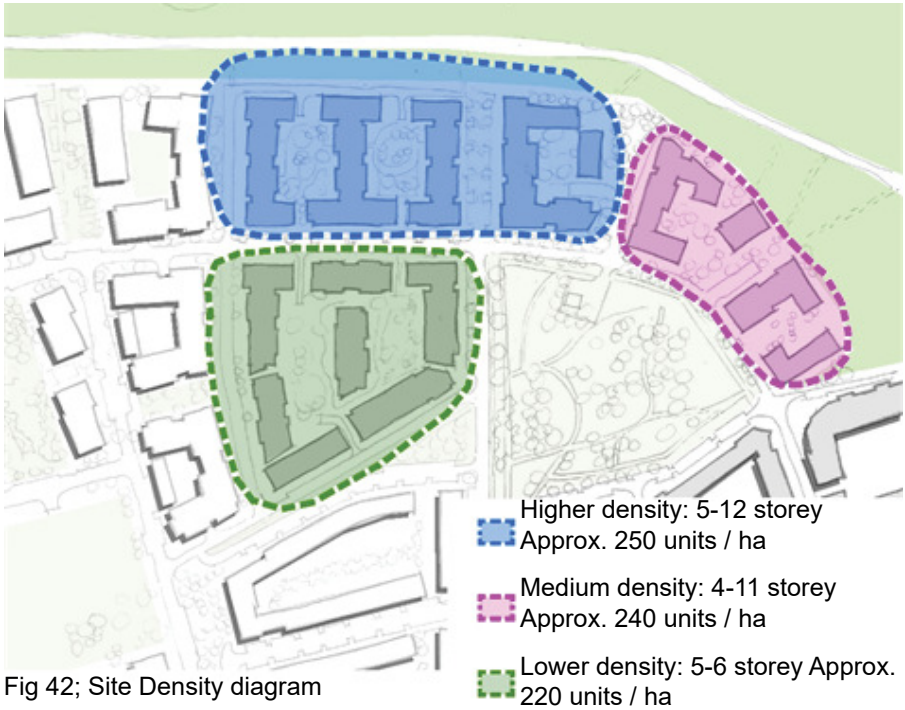 Higher density: 5-12 storey
Approx. 250 units / ha
Medium density: 4-11 storey
Approx. 240 units / ha
Lower density: 5-6 storey Approx.
220 units / ha
Fig 42; Site Density diagram